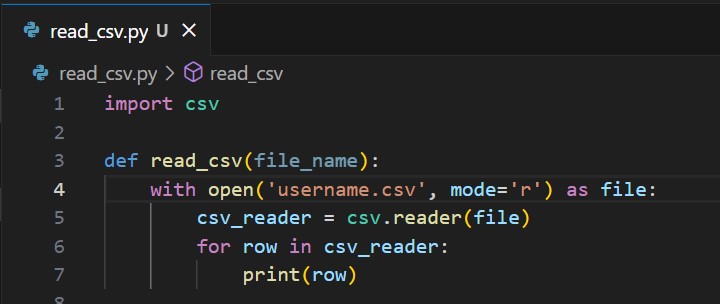 read_csv.py U ×
read_csv.py > read_csv
1 import csv
2
3 def read_csv(file_name):
4     with open('username.csv', mode='r') as file:
5         csv_reader = csv.reader(file)
6         for row in csv_reader:
7             print(row)
8